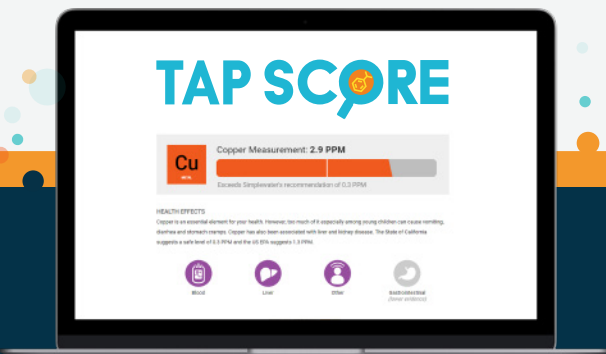 TAP SCORE
Cu
METAL
Copper Measurement: 2.9 PPM
Exceeds Simplewater's recommendation of 0.3 PPM
HEALTH EFFECTS
Copper is an essential element for your health. However, too much of it especially among young children can cause vomiting,
diarrhea and stomach cramps. Copper has also been associated with liver and kidney disease. The State of California
suggests a safe level of 0.3 PPM and the US EPA suggests 1.3 PPM.
Blood
Liver
Other
Gastrointestinal
(fewer evidence)